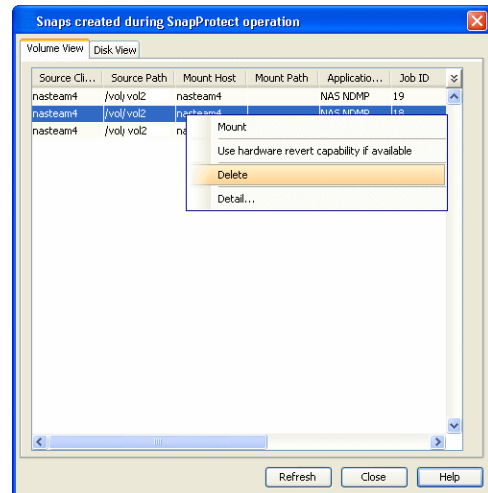 Snaps created during SnapProtect operation
Volume View Disk View
Source Cli... Source Path Mount Host Mount Path Applicatio... Job ID
nasteam4 /vol/ vol2 nasteam4 NAS NDMP 19
nasteam4 /vol/ vol2 nasteam4 NAS NDMP 18
nasteam4 /vol/ vol2 na
Mount
Use hardware revert capability if available
Delete
Detail...
Refresh Close Help